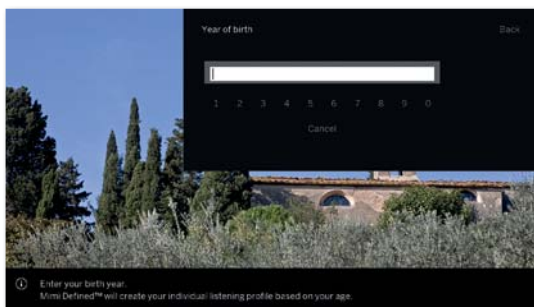 Year of birth
Back
1 2 3 4 5 6 7 8 9 0
Cancel
Enter your birth year.
Mimi Defined™ will create your individual listening profile based on your age.